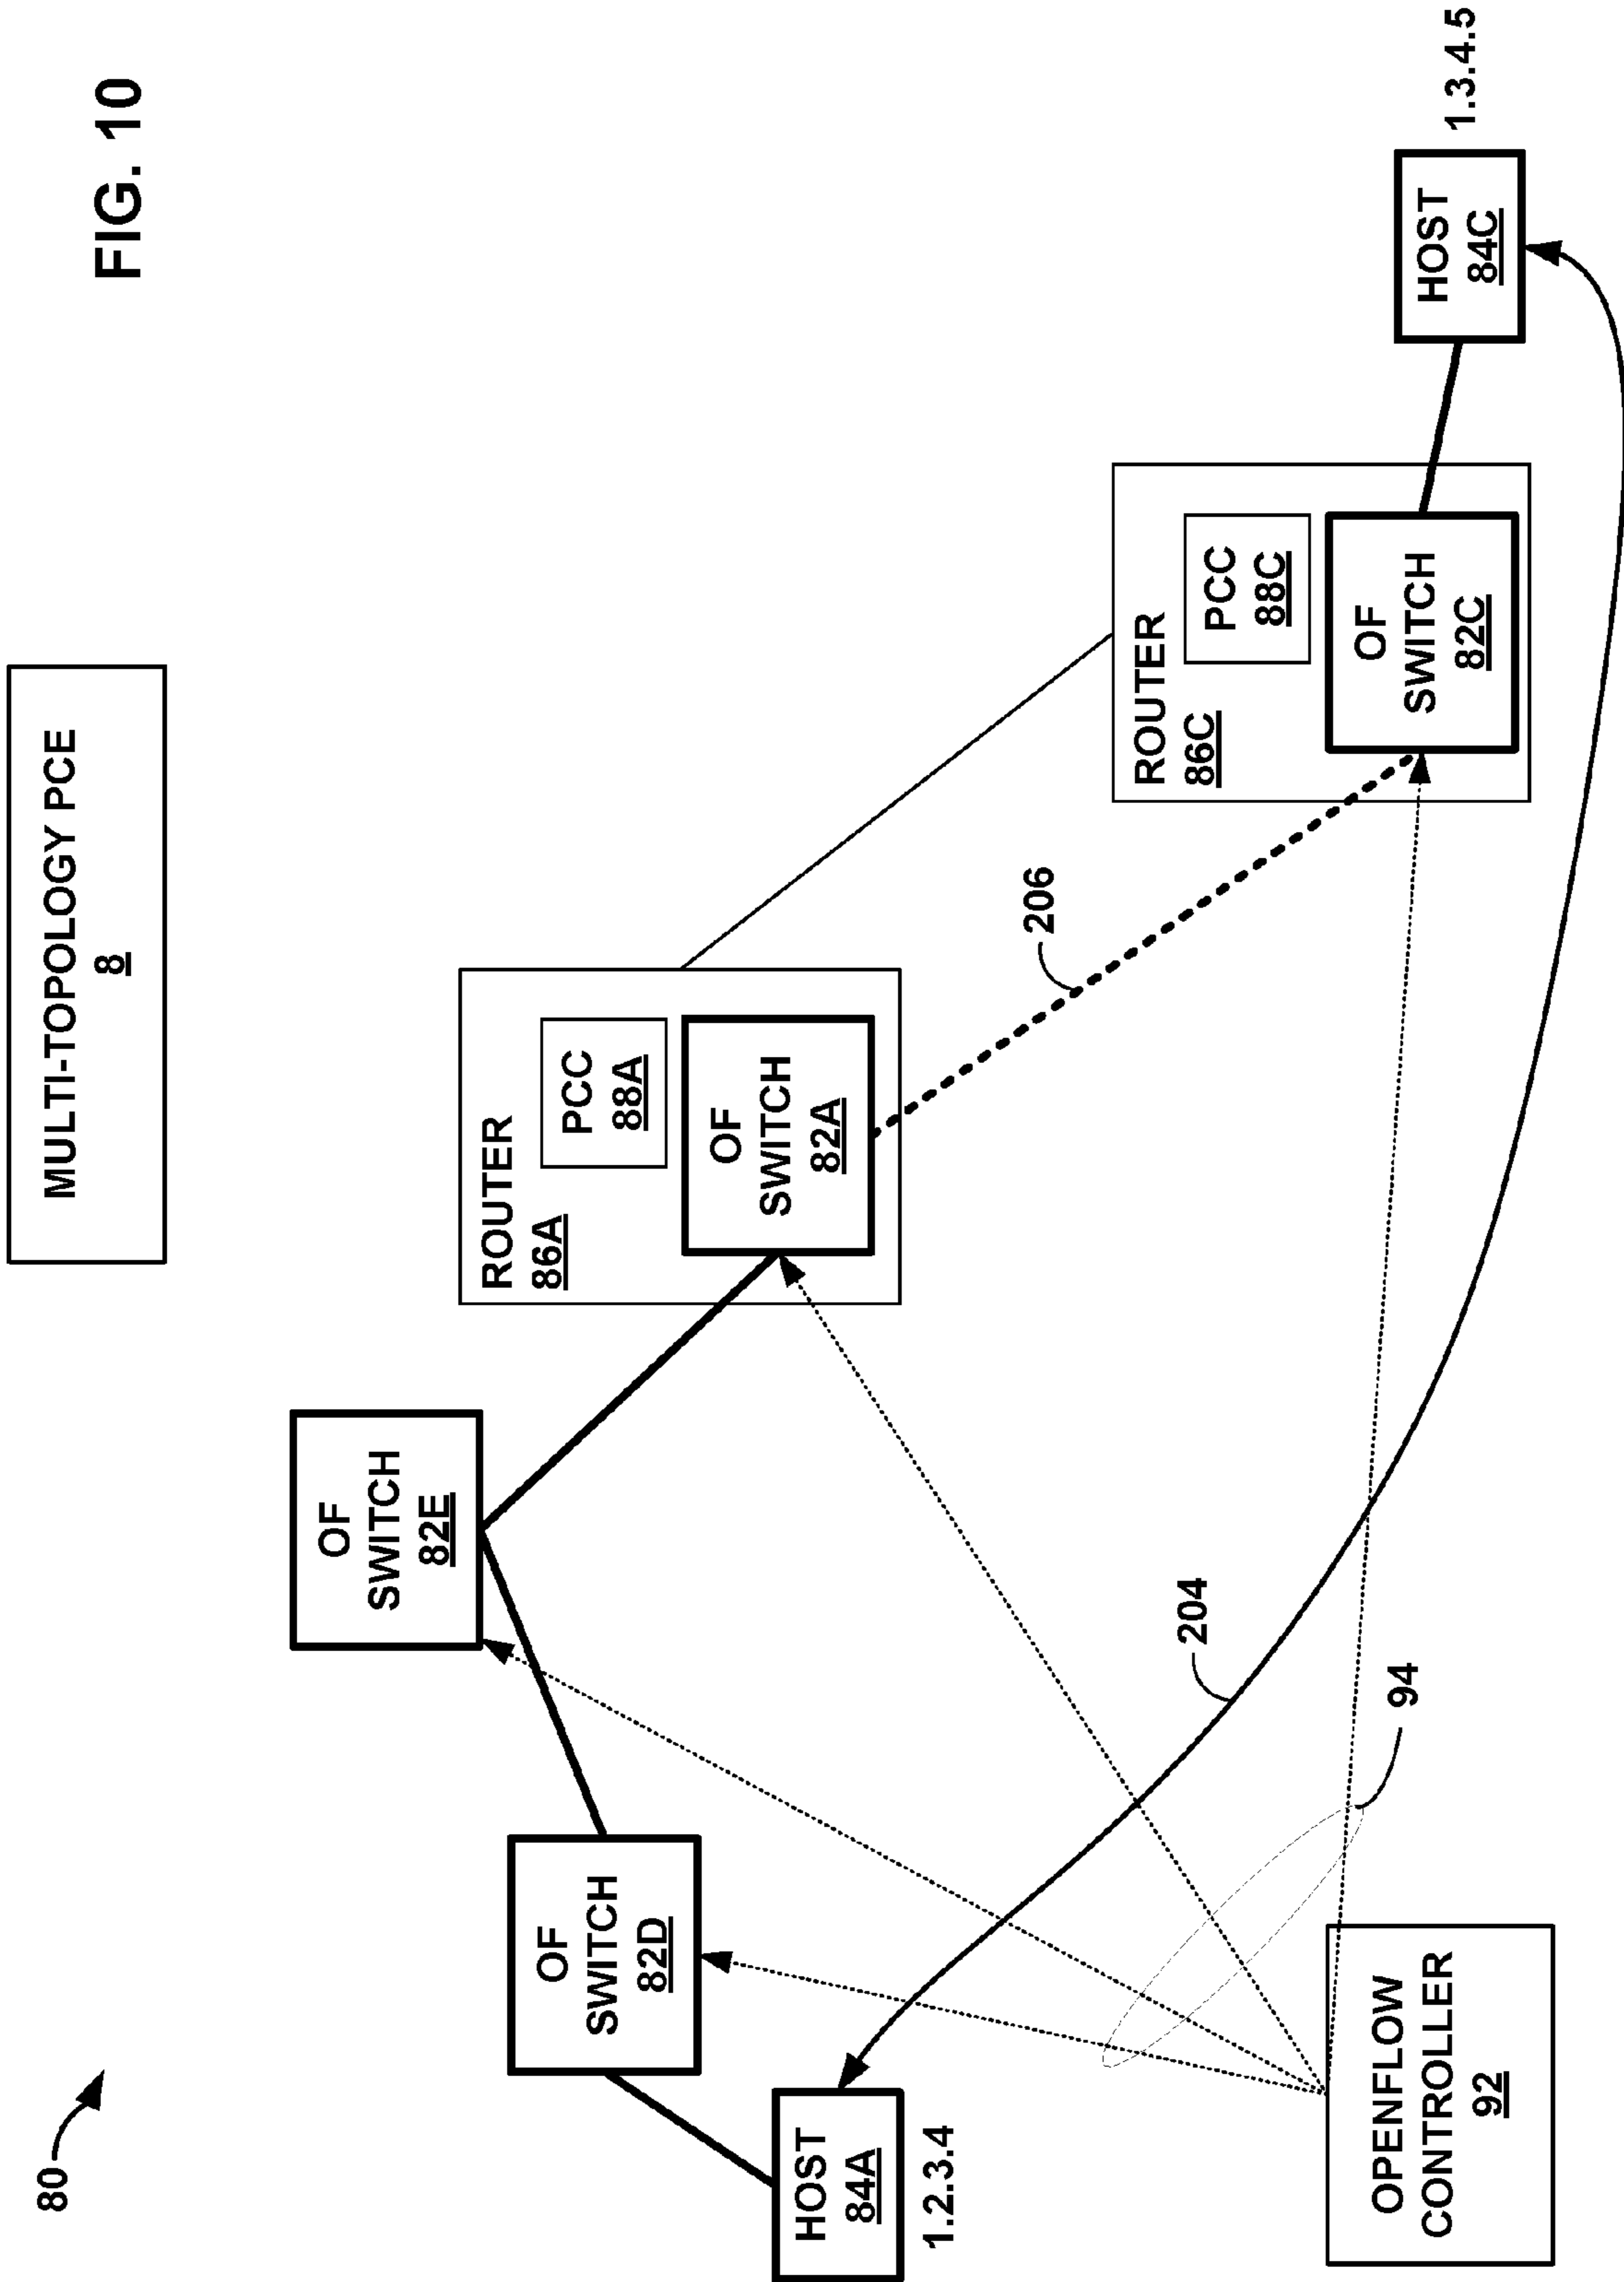 FIG. 10
80
MULTI-TOPOLOGY PCE
8
OF
SWITCH
82E
ROUTER
86A
PCC
88A
OF
SWITCH
82A
OF
SWITCH
82D
HOST
84A
1.2.3.4
206
ROUTER
86C
PCC
88C
OF
SWITCH
82C
HOST
84C
1.3.4.5
204
94
OPENFLOW
CONTROLLER
92